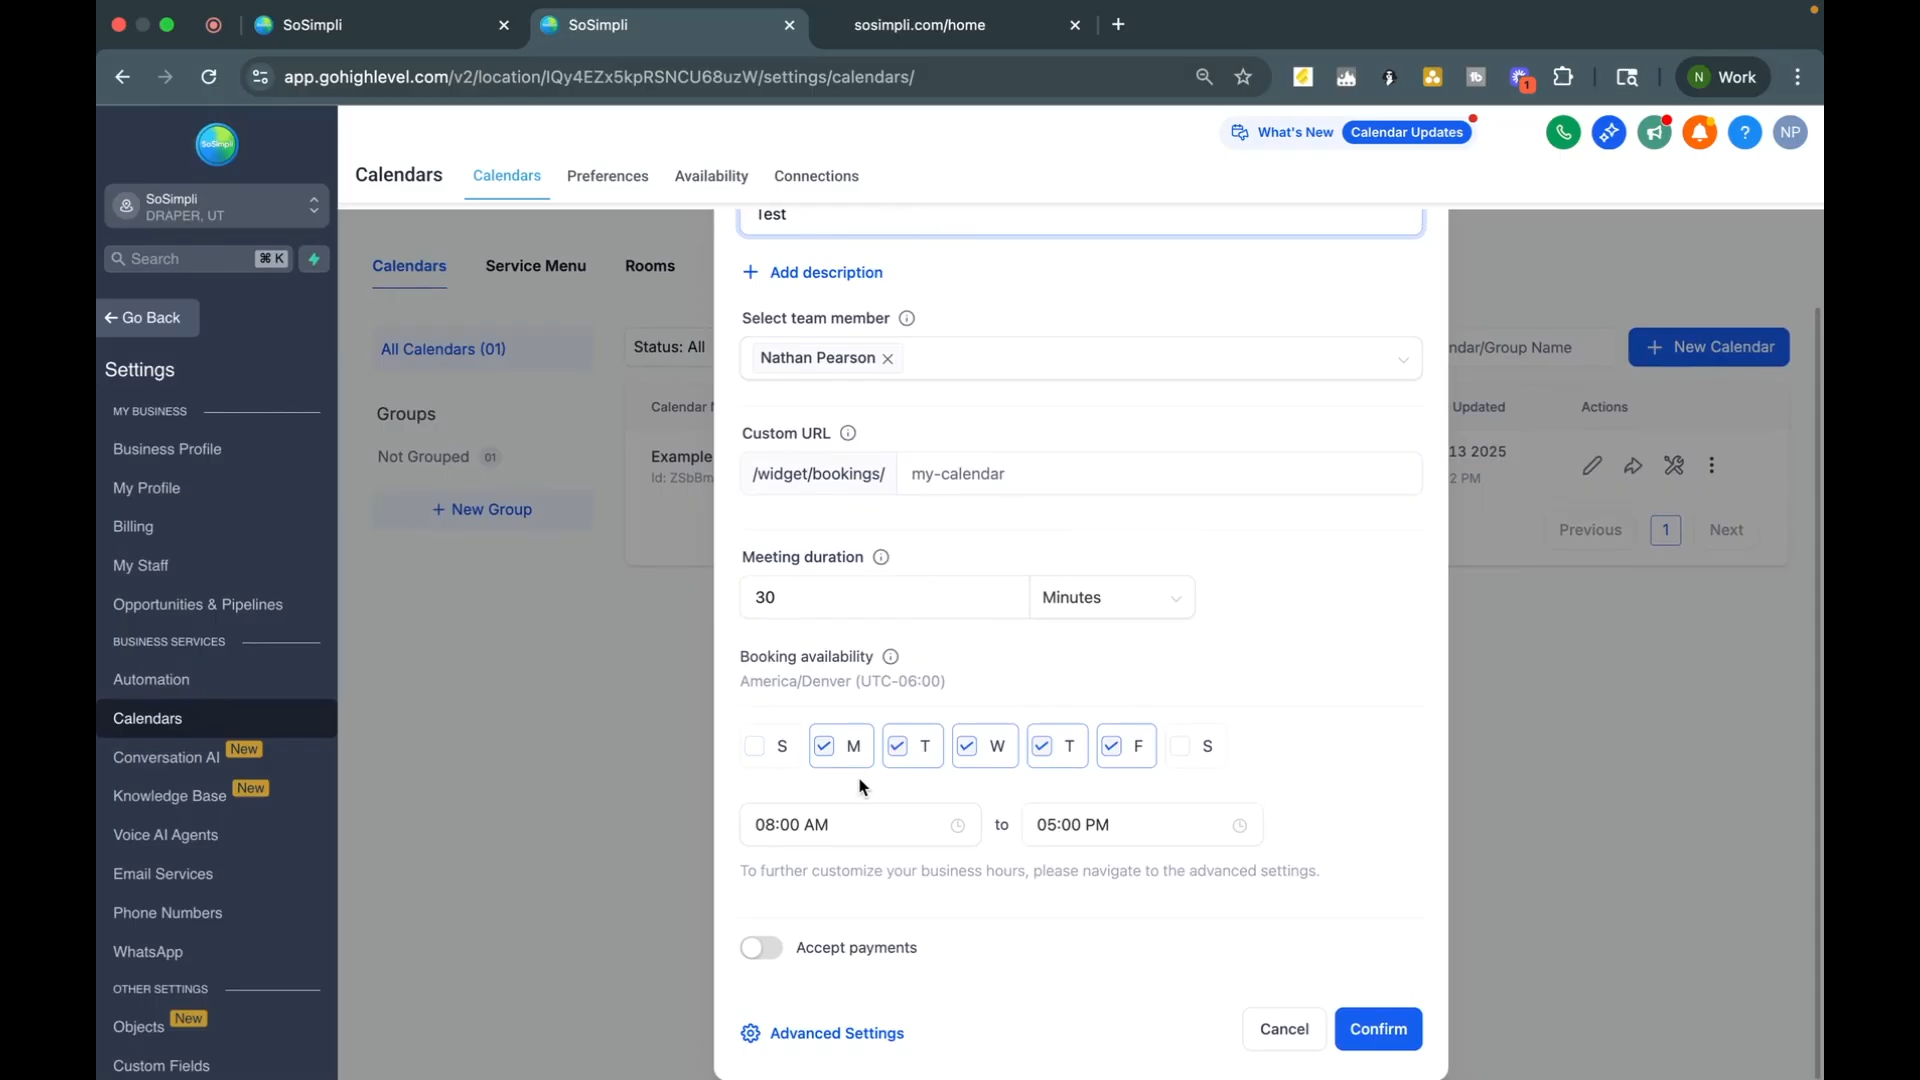 SoSimpli
SoSimpli
sosimpli.com/home
app.gohighlevel.com/v2/location/IQy4EZx5kpRSNCU68uzW/settings/calendars/
tb
1
N Work
SoSimpli
SoSimpli
DRAPER, UT
Search ⌘ K
Go Back
Settings
MY BUSINESS
Business Profile
My Profile
Billing
My Staff
Opportunities & Pipelines
BUSINESS SERVICES
Automation
Calendars
Conversation AI New
Knowledge Base New
Voice AI Agents
Email Services
Phone Numbers
WhatsApp
OTHER SETTINGS
Objects New
Custom Fields
What's New Calendar Updates
? NP
Calendars Calendars Preferences Availability Connections
Calendars Service Menu Rooms
All Calendars (01)
Groups
Not Grouped 01
+ New Group
Status: All
ndar/Group Name
+ New Calendar
Calendar
Updated Actions
Example
Id: ZSbBm
13 2025
2 PM
Previous 1 Next
Test
+ Add description
Select team member
Nathan Pearson
Custom URL
/widget/bookings/ my-calendar
Meeting duration
30 Minutes
Booking availability
America/Denver (UTC-06:00)
S M T W T F S
08:00 AM to 05:00 PM
To further customize your business hours, please navigate to the advanced settings.
Accept payments
Advanced Settings Cancel Confirm